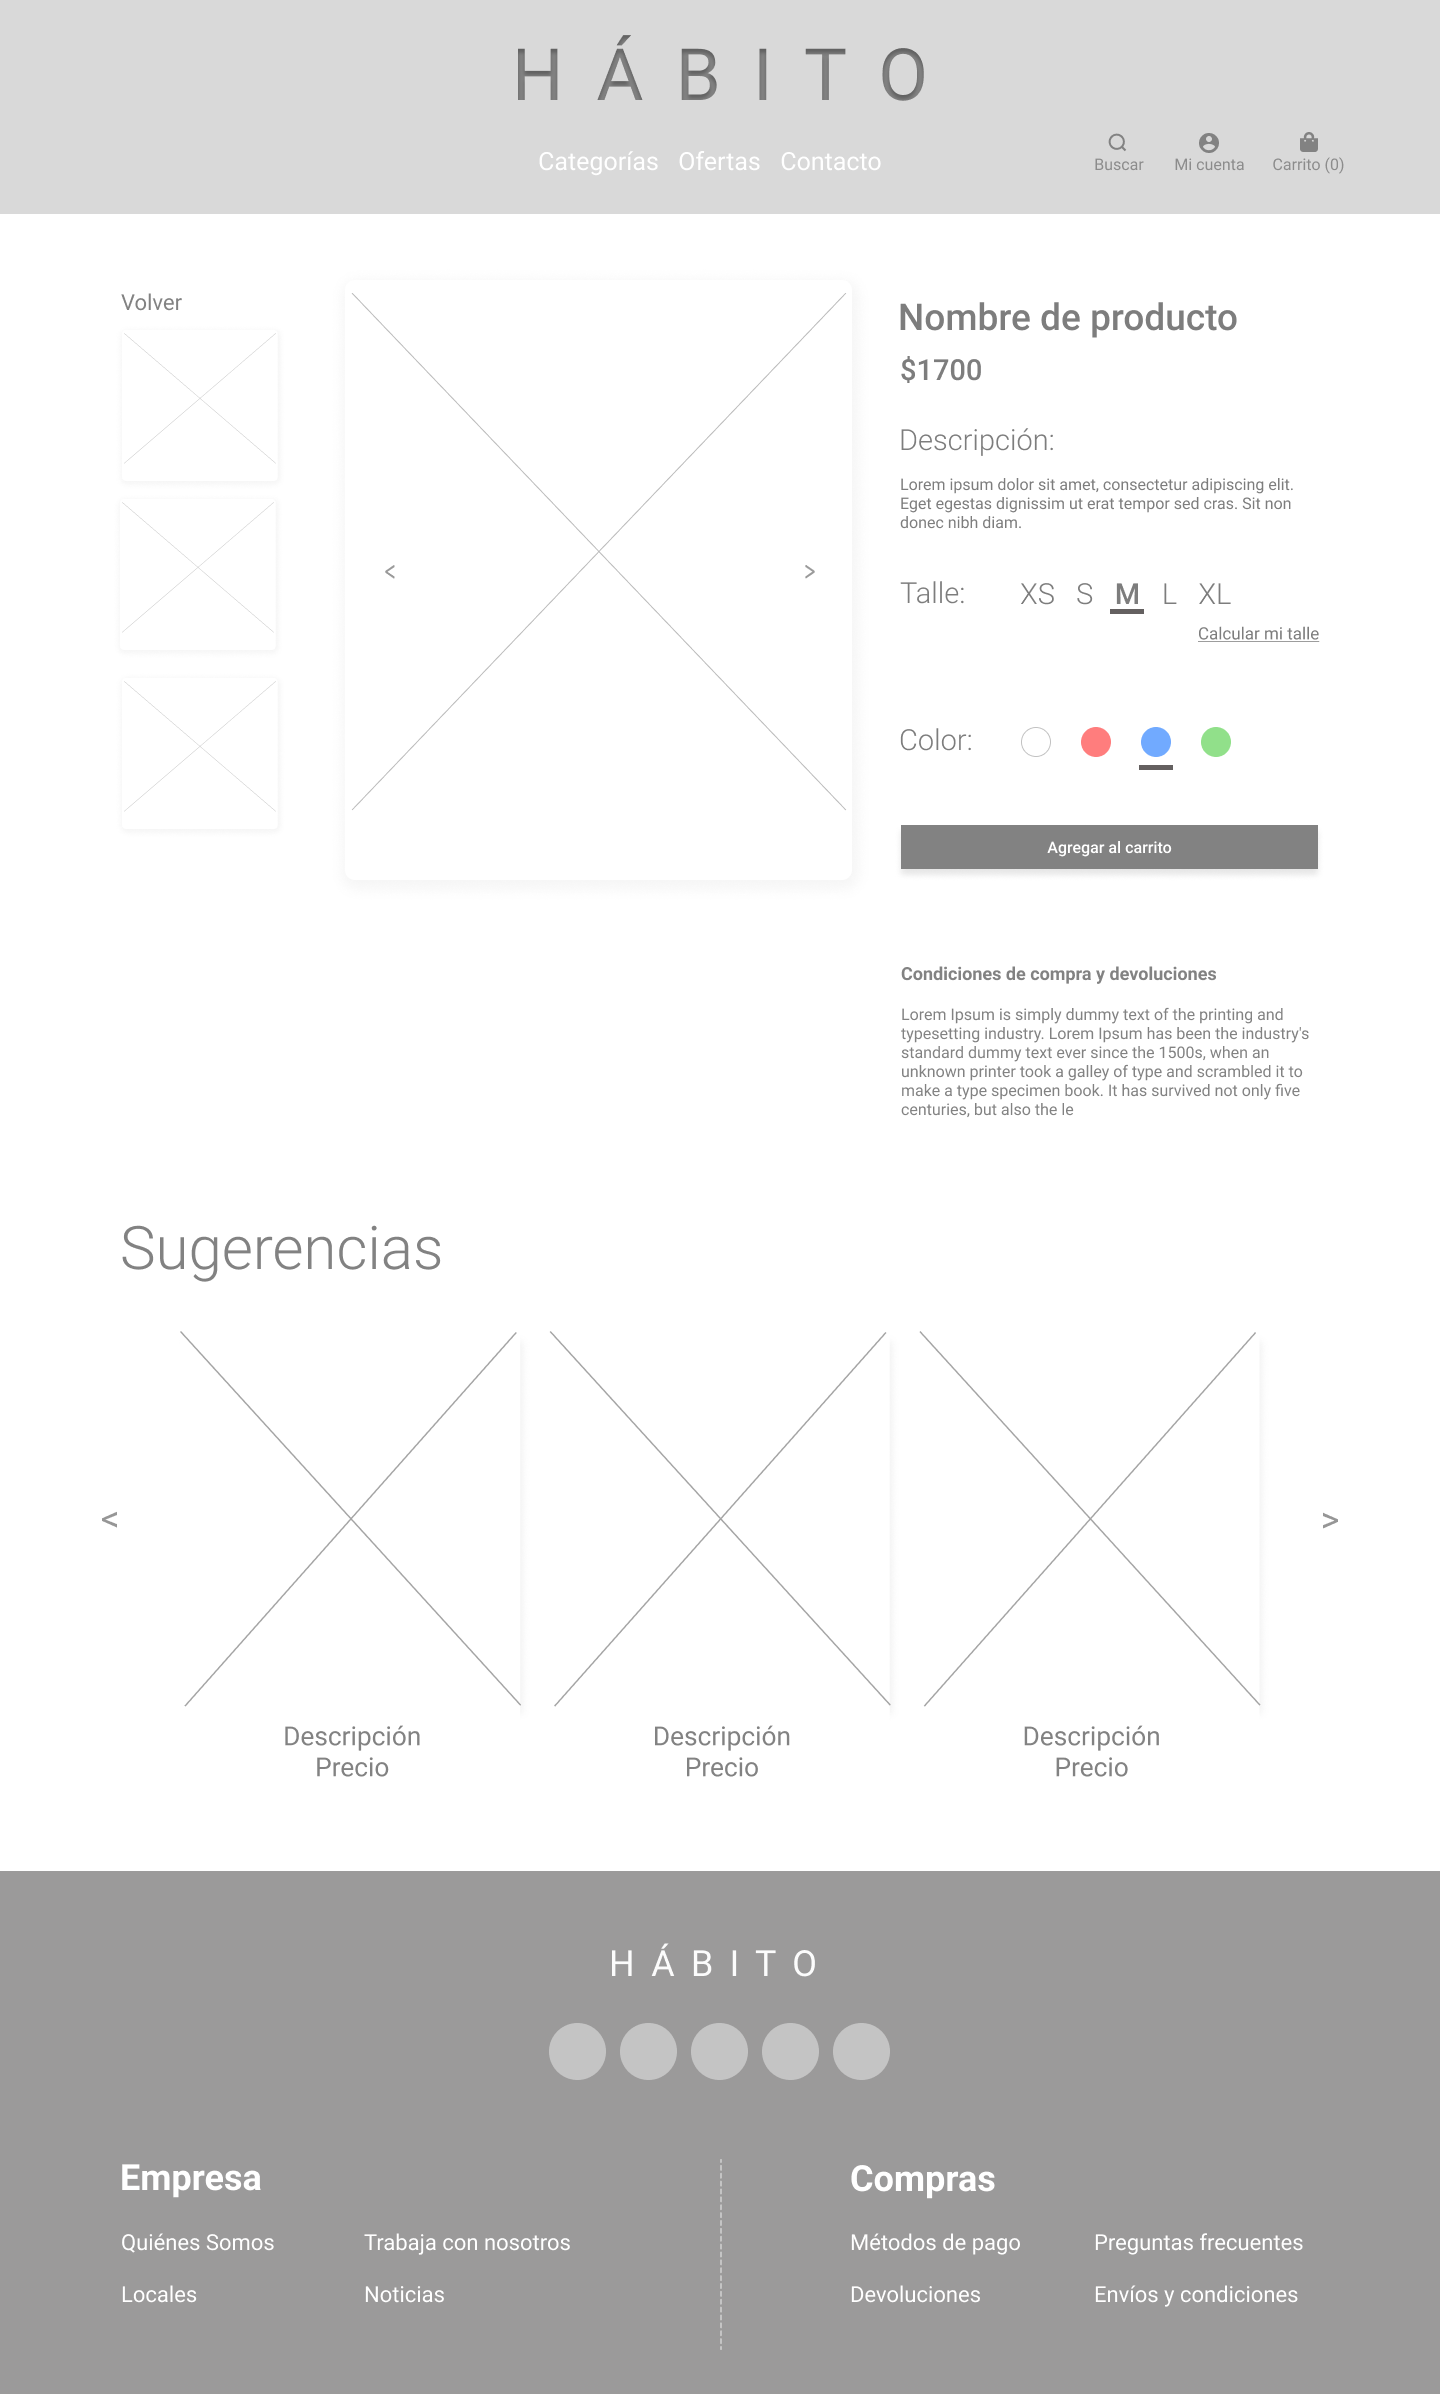 HÁBITO
Categorías Ofertas Contacto
Buscar Mi cuenta Carrito (0)
Volver
<
>
Nombre de producto
$1700
Descripción:
Lorem ipsum dolor sit amet, consectetur adipiscing elit.
Eget egestas dignissim ut erat tempor sed cras. Sit non
donec nibh diam.
Talle: XS S M L XL
Calcular mi talle
Color:
Agregar al carrito
Condiciones de compra y devoluciones
Lorem Ipsum is simply dummy text of the printing and
typesetting industry. Lorem Ipsum has been the industry's
standard dummy text ever since the 1500s, when an
unknown printer took a galley of type and scrambled it to
make a type specimen book. It has survived not only five
centuries, but also the le
Sugerencias
<
>
Descripción
Precio
Descripción
Precio
Descripción
Precio
HÁBITO
Empresa
Quiénes Somos Trabaja con nosotros
Locales Noticias
Compras
Métodos de pago Preguntas frecuentes
Devoluciones Envíos y condiciones